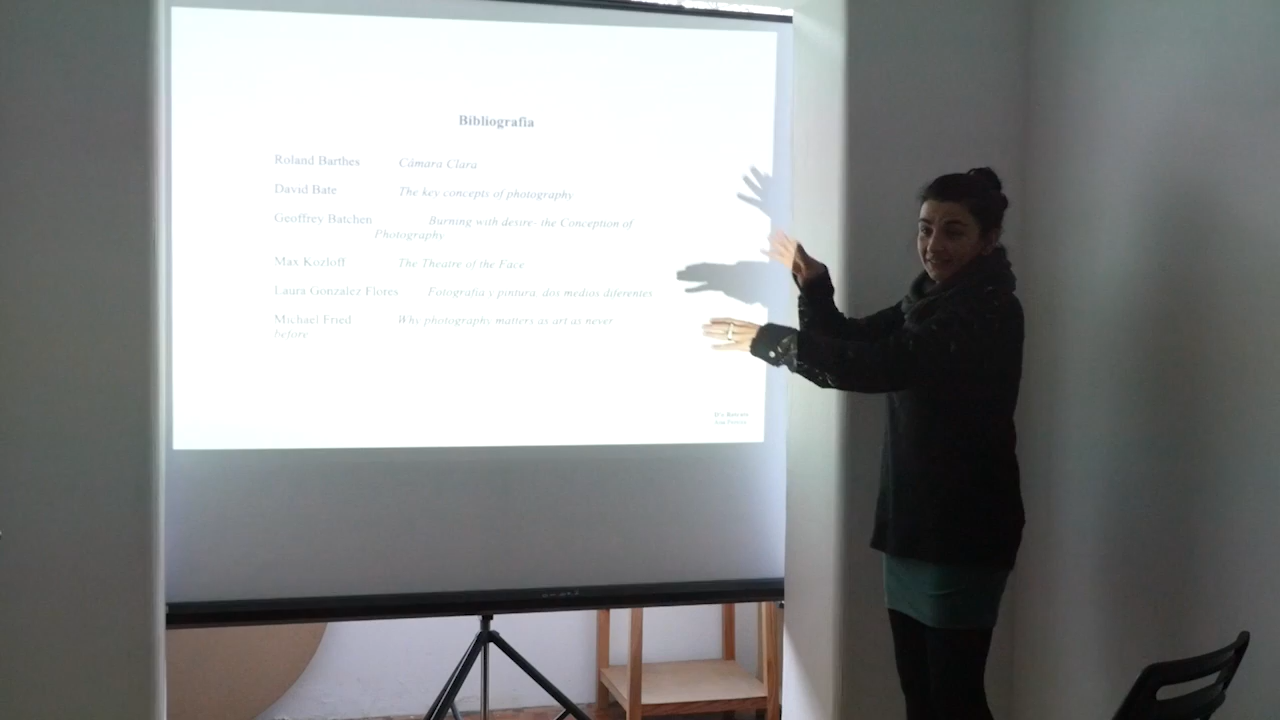 Bibliografia
Roland Barthes Cámara Clara
David Bate The key concepts of photography
Geoffrey Batchen Burning with desire- the Conception of
Photography
Max Kozloff The Theatre of the Face
Laura González Flores Fotografia y pintura, dos medios diferentes
Michael Fried Why photography matters as art as never
before